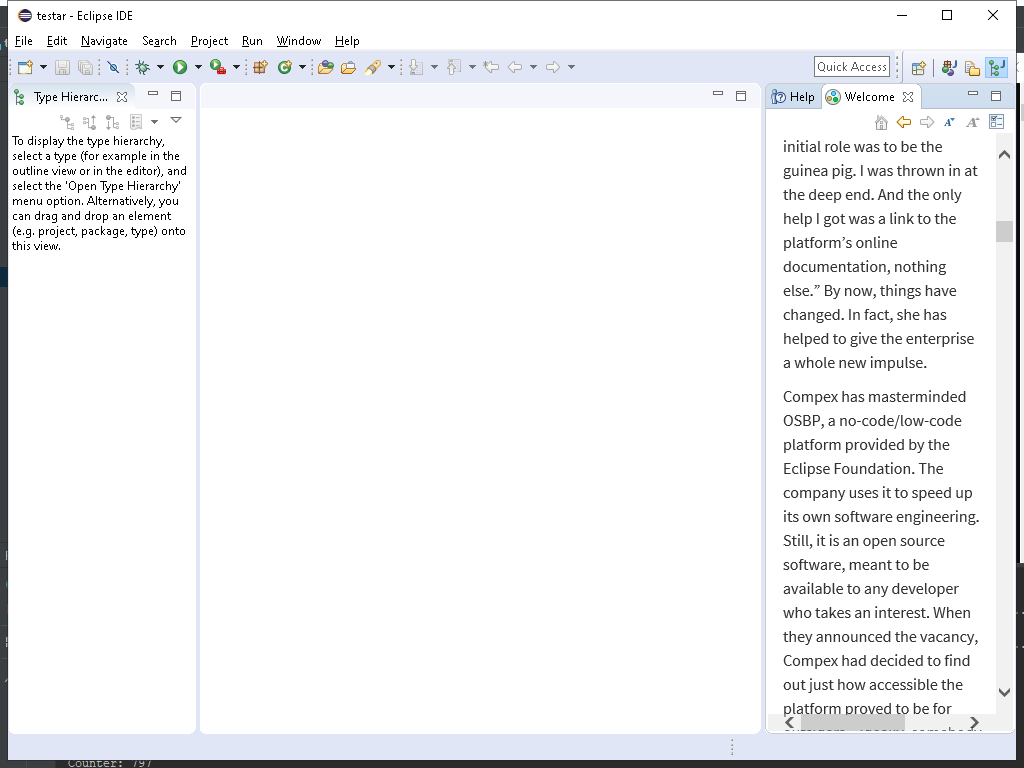 testar - Eclipse IDE
File Edit Navigate Search Project Run Window Help
Quick Access
Type Hierarc...
Help Welcome
To display the type hierarchy,
select a type (for example in the
outline view or in the editor), and
select the 'Open Type Hierarchy'
menu option. Alternatively, you
can drag and drop an element
(e.g. project, package, type) onto
this view.
initial role was to be the
guinea pig. I was thrown in at
the deep end. And the only
help I got was a link to the
platform’s online
documentation, nothing
else.” By now, things have
changed. In fact, she has
helped to give the enterprise
a whole new impulse.
Compex has masterminded
OSBP, a no-code/low-code
platform provided by the
Eclipse Foundation. The
company uses it to speed up
its own software engineering.
Still, it is an open source
software, meant to be
available to any developer
who takes an interest. When
they announced the vacancy,
Compex had decided to find
out just how accessible the
platform proved to be for
Counter: 797